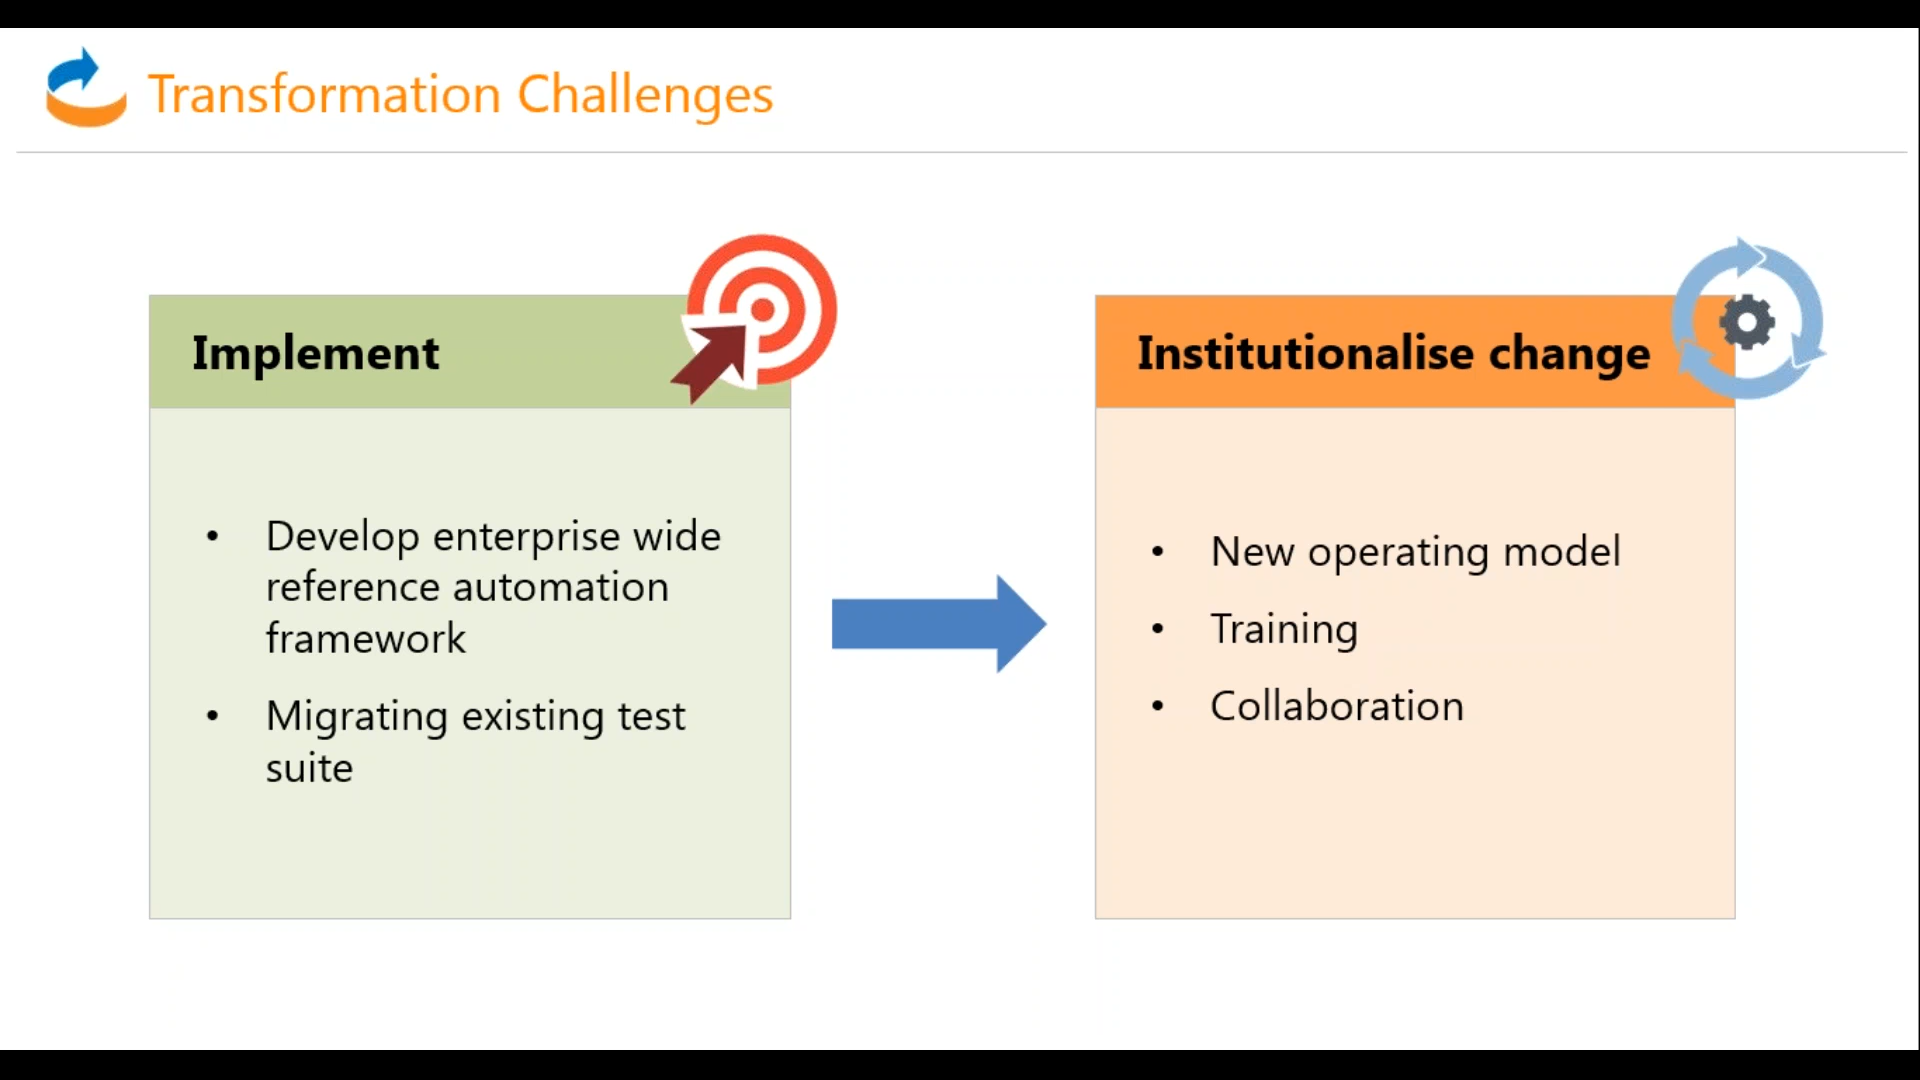 Transformation Challenges
Implement
• Develop enterprise wide
reference automation
framework
• Migrating existing test
suite
Institutionalise change
• New operating model
• Training
• Collaboration